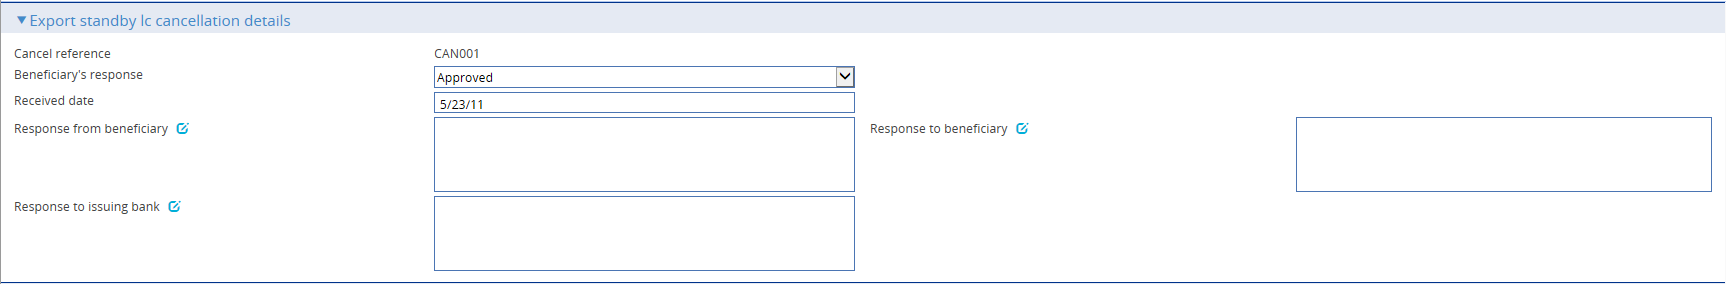 Export standby lc cancellation details
Cancel reference CAN001
Beneficiary's response Approved
Received date 5/23/11
Response from beneficiary Response to beneficiary
Response to issuing bank